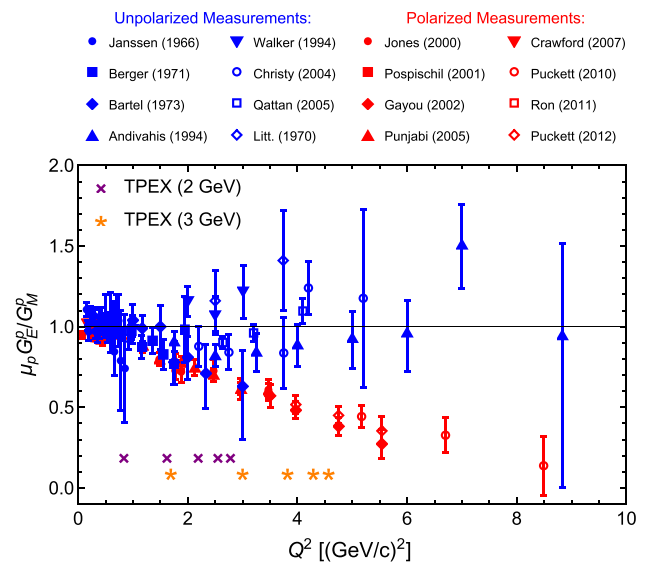 Unpolarized Measurements: Polarized Measurements:
Janssen (1966) Walker (1994) Jones (2000) Crawford (2007)
Berger (1971) Christy (2004) Pospischil (2001) Puckett (2010)
Bartel (1973) Qattan (2005) Gayou (2002) Ron (2011)
Andivahis (1994) Litt. (1970) Punjabi (2005) Puckett (2012)
2.0
TPEX (2 GeV)
TPEX (3 GeV)
1.5
1.0
0.5
0.0
μ_p G_E^p/G_M^p
0 2 4 6 8 10
Q² [(GeV/c)²]